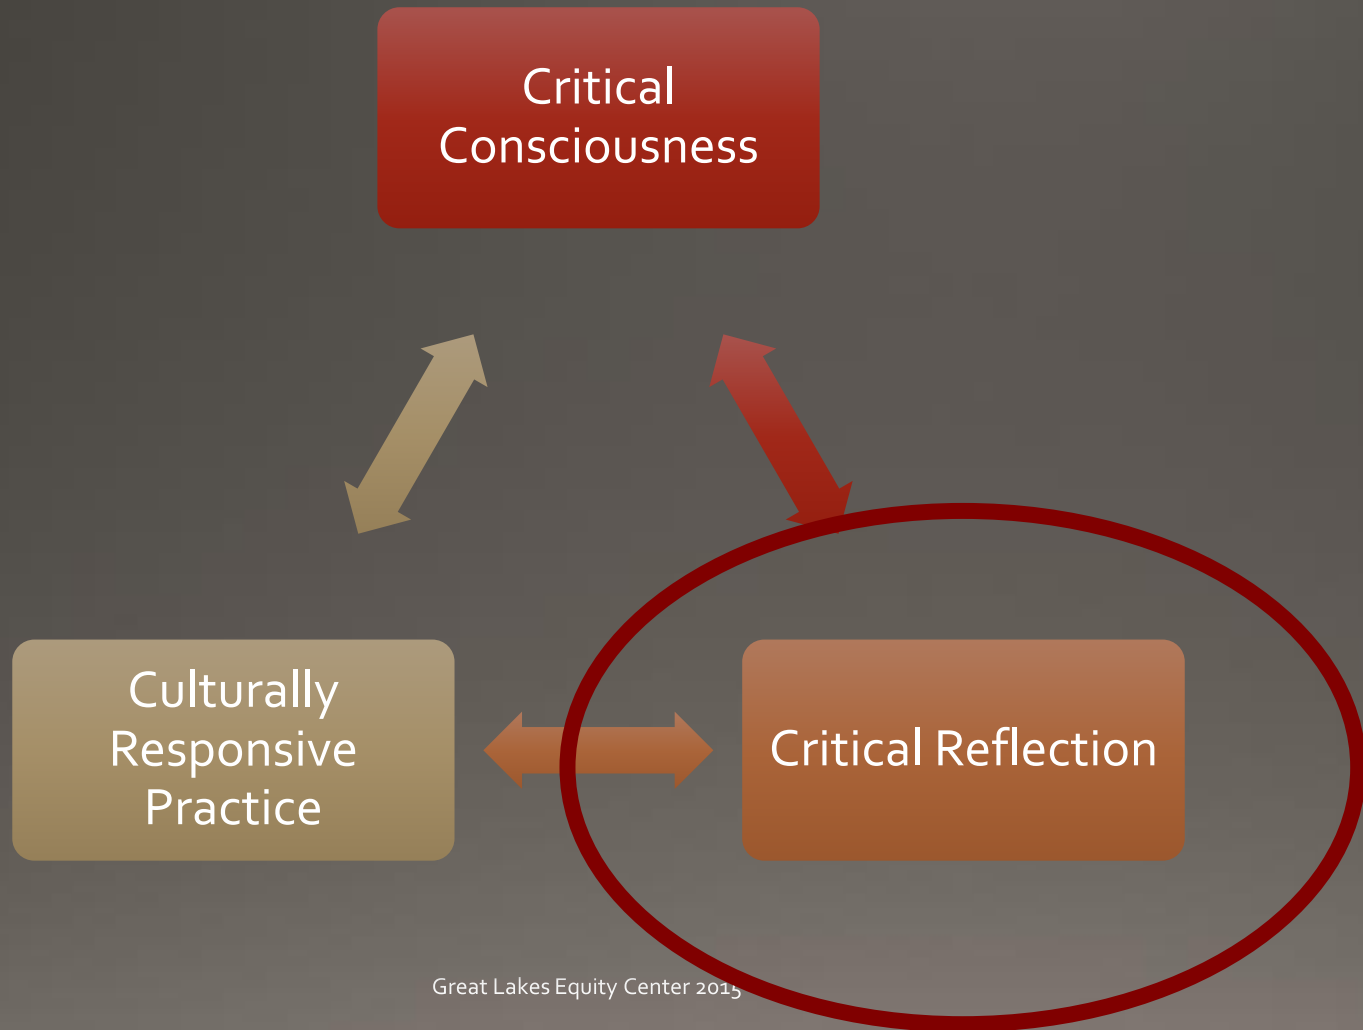 Critical
Consciousness
Culturally
Responsive
Practice
Critical Reflection
Great Lakes Equity Center 2015